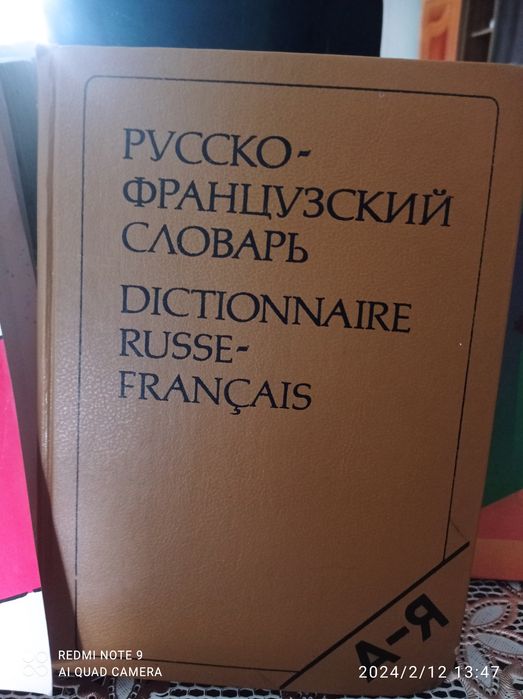 РУССКО-
ФРАНЦУЗСКИЙ
СЛОВАРЬ
DICTIONNAIRE
RUSSE-
FRANÇAIS
А-Я
REDMI NOTE 9
AI QUAD CAMERA
2024/2/12 13:47